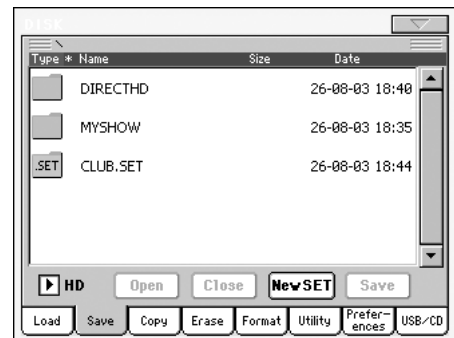 DISK
Type * Name Size Date
DIRECTHD 26-08-03 18:40
MYSHOW 26-08-03 18:35
.SET CLUB.SET 26-08-03 18:44
HD Open Close New SET Save
Load Save Copy Erase Format Utility Prefer-ences USB/CD